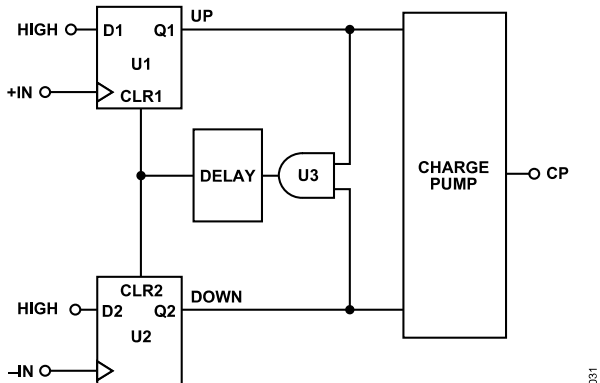 UP
HIGH D1 Q1
U1
+IN
CLR1
DELAY U3 CHARGE PUMP CP
CLR2 DOWN
HIGH D2 Q2
U2
–IN
031